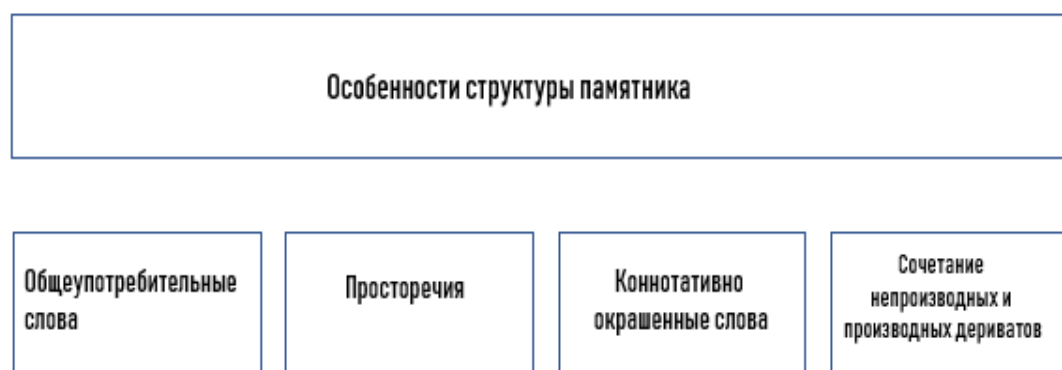 Особенности структуры памятника
Общеупотребительные
слова
Просторечия
Коннотативно
окрашенные слова
Сочетание
непроизводных и
производных дериватов